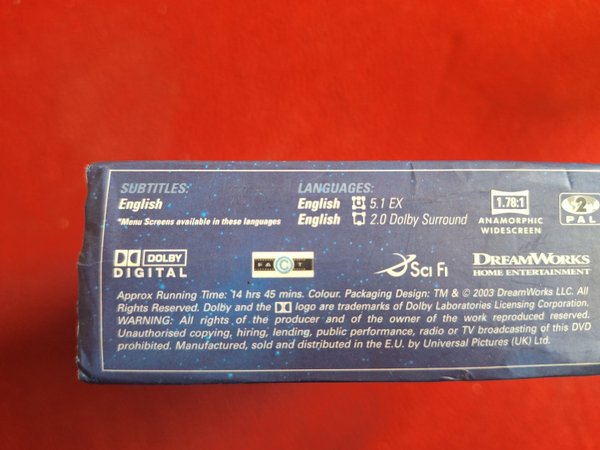 SUBTITLES:
English
*Menu Screens available in these languages
LANGUAGES:
English 5.1 EX
English 2.0 Dolby Surround
1.78:1
ANAMORPHIC
WIDESCREEN
2
PAL
DOLBY
DIGITAL
FACT
Sci Fi
DREAMWORKS
HOME ENTERTAINMENT
Approx Running Time: 14 hrs 45 mins. Colour. Packaging Design: TM & © 2003 DreamWorks LLC. All
Rights Reserved. Dolby and the DD logo are trademarks of Dolby Laboratories Licensing Corporation.
WARNING: All rights of the producer and of the owner of the work reproduced reserved.
Unauthorised copying, hiring, lending, public performance, radio or TV broadcasting of this DVD
prohibited. Manufactured, sold and distributed in the E.U. by Universal Pictures (UK) Ltd.